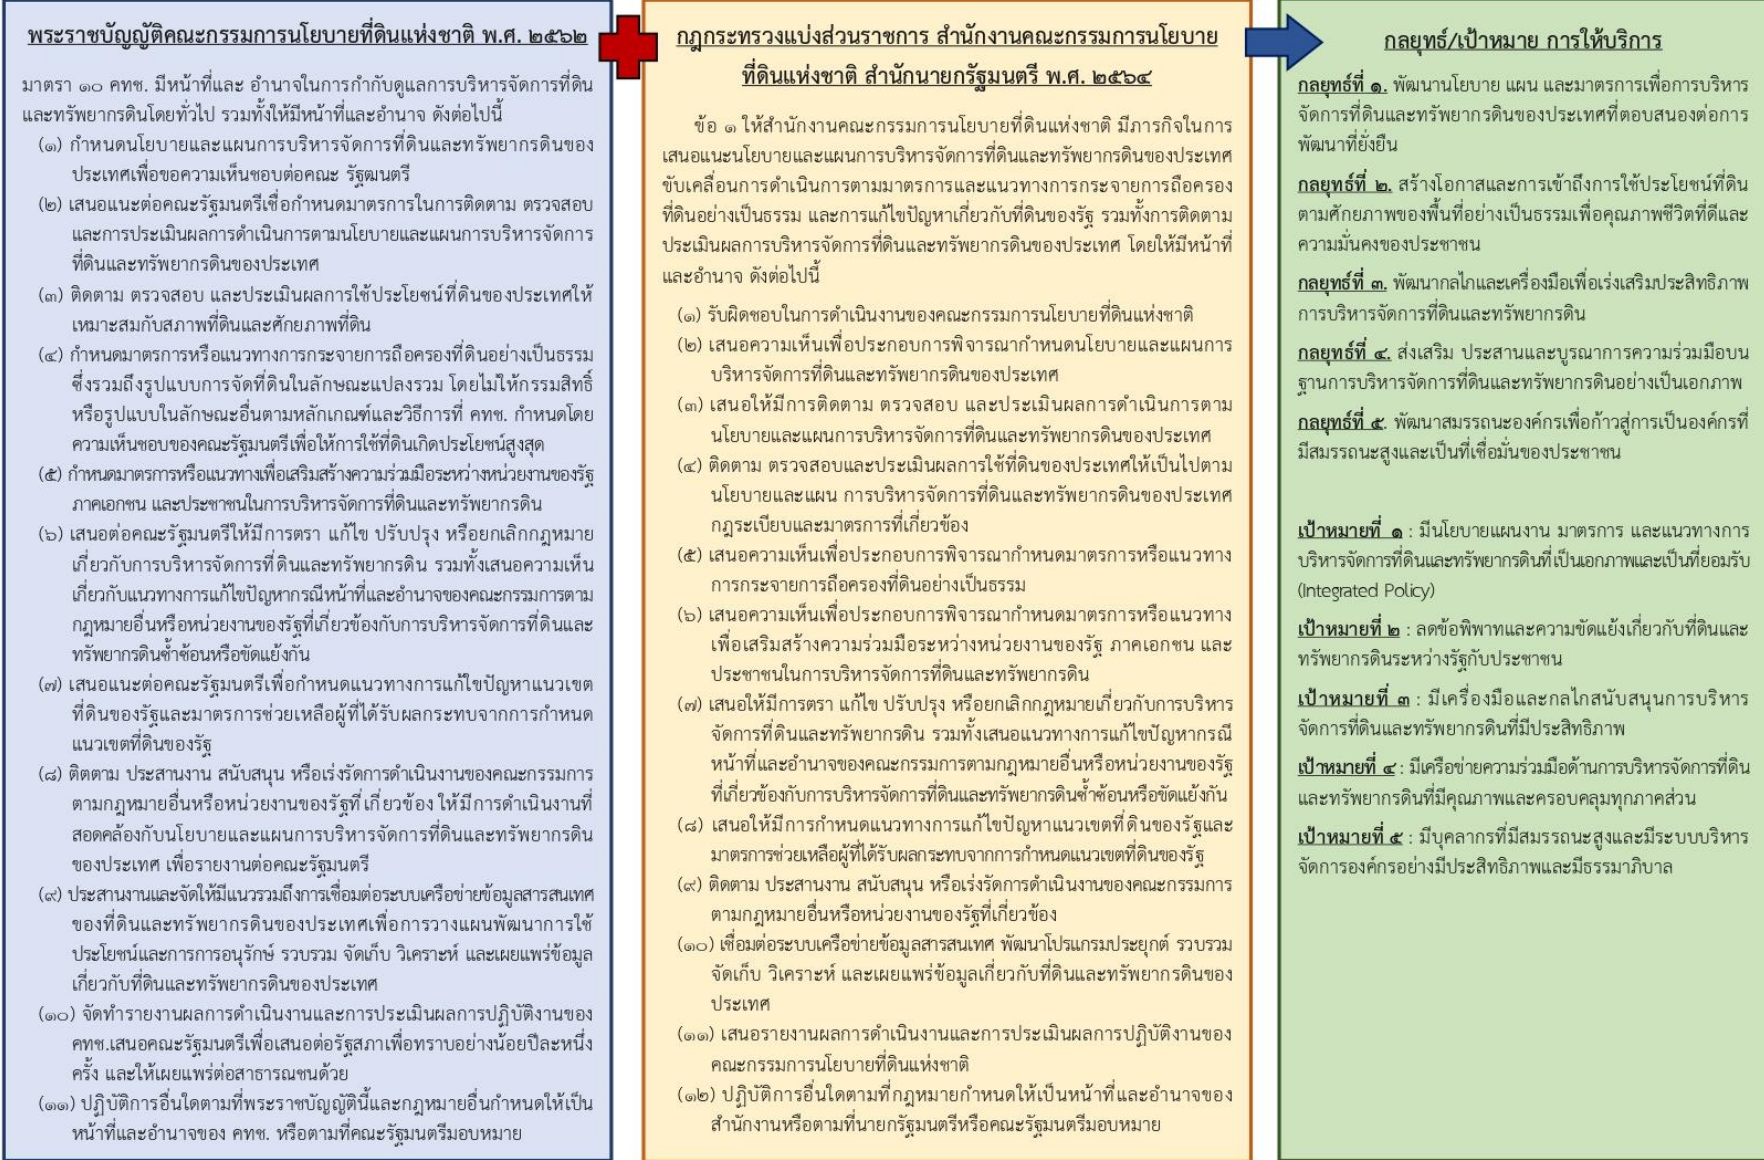 พระราชบัญญัติคณะกรรมการนโยบายที่ดินแห่งชาติ พ.ศ. ๒๕๖๒
มาตรา ๑๐ คทช. มีหน้าที่และ อำนาจในการกำกับดูแลการบริหารจัดการที่ดิน
และทรัพยากรดินโดยทั่วไป รวมทั้งให้มีหน้าที่และอำนาจ ดังต่อไปนี้
(๑) กำหนดนโยบายและแผนการบริหารจัดการที่ดินและทรัพยากรดินของ
ประเทศเพื่อขอความเห็นชอบต่อคณะ รัฐฒนตรี
(๒) เสนอแนะต่อคณะรัฐมนตรีเชื่อกำหนดมาตรการในการติดตาม ตรวจสอบ
และการประเมินผลการดำเนินการตามนโยบายและแผนการบริหารจัดการ
ที่ดินและทรัพยากรดินของประเทศ
(๓) ติดตาม ตรวจสอบ และประเมินผลการใช้ประโยชน์ที่ดินของประเทศให้
เหมาะสมกับสภาพที่ดินและศักยภาพที่ดิน
(๔) กำหนดมาตรการหรือแนวทางการกระจายการถือครองที่ดินอย่างเป็นธรรม
ซึ่งรวมถึงรูปแบบการจัดที่ดินในลักษณะแปลงรวม โดยไม่ให้กรรมสิทธิ์
หรือรูปแบบในลักษณะอื่นตามหลักเกณฑ์และวิธีการที่ คทช. กำหนดโดย
ความเห็นชอบของคณะรัฐมนตรีเพื่อให้การใช้ที่ดินเกิดประโยชน์สูงสุด
(๕) กำหนดมาตรการหรือแนวทางเพื่อเสริมสร้างความร่วมมือระหว่างหน่วยงานของรัฐ
ภาคเอกชน และประชาชนในการบริหารจัดการที่ดินและทรัพยากรดิน
(๖) เสนอต่อคณะรัฐมนตรีให้มีการตรา แก้ไข ปรับปรุง หรือยกเลิกกฎหมาย
เกี่ยวกับการบริหารจัดการที่ดินและทรัพยากรดิน รวมทั้งเสนอความเห็น
เกี่ยวกับแนวทางการแก้ไขปัญหากรณีหน้าที่และอำนาจของคณะกรรมการตาม
กฎหมายอื่นหรือหน่วยงานของรัฐที่เกี่ยวข้องกับการบริหารจัดการที่ดินและ
ทรัพยากรดินซ้ำซ้อนหรือขัดแย้งกัน
(๗) เสนอแนะต่อคณะรัฐมนตรีเพื่อกำหนดแนวทางการแก้ไขปัญหาแนวเขต
ที่ดินของรัฐและมาตรการช่วยเหลือผู้ที่ได้รับผลกระทบจากการกำหนด
แนวเขตที่ดินของรัฐ
(๘) ติตตาม ประสานงาน สนับสนุน หรือเร่งรัดการดำเนินงานของคณะกรรมการ
ตามกฎหมายอื่นหรือหน่วยงานของรัฐที่เกี่ยวข้อง ให้มีการดำเนินงานที่
สอดคล้องกับนโยบายและแผนการบริหารจัดการที่ดินและทรัพยากรดิน
ของประเทศ เพื่อรายงานต่อคณะรัฐมนตรี
(๙) ประสานงานและจัดให้มีแนวรวมถึงการเชื่อมต่อระบบเครือข่ายข้อมูลสารสนเทศ
ของที่ดินและทรัพยากรดินของประเทศเพื่อการวางแผนพัฒนาการใช้
ประโยชน์และการการอนุรักษ์ รวบรวม จัดเก็บ วิเคราะห์ และเผยแพร่ข้อมูล
เกี่ยวกับที่ดินและทรัพยากรดินของประเทศ
(๑๐) จัดทำรายงานผลการดำเนินงานและการประเมินผลการปฏิบัติงานของ
คทช.เสนอคณะรัฐมนตรีเพื่อเสนอต่อรัฐสภาเพื่อทราบอย่างน้อยปีละหนึ่ง
ครั้ง และให้เผยแพร่ต่อสาธารณชนด้วย
(๑๑) ปฏิบัติการอื่นใดตามที่พระราชบัญญัตินี้และกฎหมายอื่นกำหนดให้เป็น
หน้าที่และอำนาจของ คทช. หรือตามที่คณะรัฐมนตรีมอบหมาย
กฎกระทรวงแบ่งส่วนราชการ สำนักงานคณะกรรมการนโยบาย
ที่ดินแห่งชาติ สำนักนายกรัฐมนตรี พ.ศ. ๒๕๖๔
ข้อ ๑ ให้สำนักงานคณะกรรมการนโยบายที่ดินแห่งชาติ มีภารกิจในการ
เสนอแนะนโยบายและแผนการบริหารจัดการที่ดินและทรัพยากรดินของประเทศ
ขับเคลื่อนการดำเนินการตามมาตรการและแนวทางการกระจายการถือครอง
ที่ดินอย่างเป็นธรรม และการแก้ไขปัญหาเกี่ยวกับที่ดินของรัฐ รวมทั้งการติดตาม
ประเมินผลการบริหารจัดการที่ดินและคงทรัพยากรดินของประเทศ โดยให้มีหน้าที่
และอำนาจ ดังต่อไปนี้
(๑) รับผิดชอบในการดำเนินงานของคณะกรรมการนโยบายที่ดินแห่งชาติ
(๒) เสนอความเห็นเพื่อประกอบการพิจารณากำหนดนโยบายและแผนการ
บริหารจัดการที่ดินและทรัพยากรดินของประเทศ
(๓) เสนอให้มีการติดตาม ตรวจสอบ และประเมินผลการดำเนินการตาม
นโยบายและแผนการบริหารจัดการที่ดินและทรัพยากรดินของประเทศ
(๔) ติดตาม ตรวจสอบและประเมินผลการใช้ที่ดินของประเทศให้เป็นไปตาม
นโยบายและแผน การบริหารจัดการที่ดินและทรัพยากรดินของประเทศ
กฎระเบียบและมาตรการที่เกี่ยวข้อง
(๕) เสนอความเห็นเพื่อประกอบการพิจารณากำหนดมาตรการหรือแนวทาง
การกระจายการถือครองที่ดินอย่างเป็นธรรม
(๖) เสนอความเห็นเพื่อประกอบการพิจารณากำหนดมาตรการหรือแนวทาง
เพื่อเสริมสร้างความร่วมมือระหว่างหน่วยงานของรัฐ ภาคเอกชน และ
ประชาชนในการบริหารจัดการที่ดินและทรัพยากรดิน
(๗) เสนอให้มีการตรา แก้ไข ปรับปรุง หรือยกเลิกกฎหมายเกี่ยวกับการบริหาร
จัดการที่ดินและทรัพยากรดิน รวมทั้งเสนอแนวทางการแก้ไขปัญหากรณี
หน้าที่และอำนาจของคณะกรรมการตามกฎหมายอื่นหรือหน่วยงานของรัฐ
ที่เกี่ยวข้องกับการบริหารจัดการที่ดินและทรัพยากรดินซ้ำซ้อนหรือขัดแย้งกัน
(๘) เสนอให้มีการกำหนดแนวทางการแก้ไขปัญหาแนวเขตที่ดินของรัฐและ
มาตรการช่วยเหลือผู้ที่ได้รับผลกระทบจากการกำหนดแนวเขตที่ดินของรัฐ
(๙) ติดตาม ประสานงาน สนับสนุน หรือเร่งรัดการดำเนินงานของคณะกรรมการ
ตามกฎหมายอื่นหรือหน่วยงานของรัฐที่เกี่ยวข้อง
(๑๐) เชื่อมต่อระบบเครือข่ายข้อมูลสารสนเทศ พัฒนาโปรแกรมประยุกต์ รวบรวม
จัดเก็บ วิเคราะห์ และเผยแพร่ข้อมูลเกี่ยวกับที่ดินและทรัพยากรดินของ
ประเทศ
(๑๑) เสนอรายงานผลการดำเนินงานและการประเมินผลการปฏิบัติงานของ
คณะกรรมการนโยบายที่ดินแห่งชาติ
(๑๒) ปฏิบัติการอื่นใดตามที่กฎหมายกำหนดให้เป็นหน้าที่และอำนาจของ
สำนักงานหรือตามที่นายกรัฐมนตรีหรือคณะรัฐมนตรีมอบหมาย
กลยุทธ์/เป้าหมาย การให้บริการ
กลยุทธ์ที่ ๑. พัฒนานโยบาย แผน และมาตรการเพื่อการบริหาร
จัดการที่ดินและทรัพยากรดินของประเทศที่ตอบสนองต่อการ
พัฒนาที่ยั่งยืน
กลยุทธ์ที่ ๒. สร้างโอกาสและการเข้าถึงการใช้ประโยชน์ที่ดิน
ตามศักยภาพของพื้นที่อย่างเป็นธรรมเพื่อคุณภาพชีวิตที่ดีและ
ความมั่นคงของประชาชน
กลยุทธ์ที่ ๓. พัฒนากลไกและเครื่องมือเพื่อเร่งเสริมประสิทธิภาพ
การบริหารจัดการที่ดินและทรัพยากรดิน
กลยุทธ์ที่ ๔. ส่งเสริม ประสานและบูรณาการความร่วมมือบน
ฐานการบริหารจัดการที่ดินและทรัพยากรดินอย่างเป็นเอกภาพ
กลยุทธ์ที่ ๕. พัฒนาสมรรถนะองค์กรเพื่อก้าวสู่การเป็นองค์กรที่
มีสมรรถนะสูงและเป็นที่เชื่อมั่นของประชาชน
เป้าหมายที่ ๑ : มีนโยบายแผนงาน มาตรการ และแนวทางการ
บริหารจัดการที่ดินและทรัพยากรดินที่เป็นเอกภาพและเป็นที่ยอมรับ
(Integrated Policy)
เป้าหมายที่ ๒ : ลดข้อพิพาทและความขัดแย้งเกี่ยวกับที่ดินและ
ทรัพยากรดินระหว่างรัฐกับประชาชน
เป้าหมายที่ ๓ : มีเครื่องมือและกลไกสนับสนุนการบริหาร
จัดการที่ดินและทรัพยากรดินที่มีประสิทธิภาพ
เป้าหมายที่ ๔ : มีเครือข่ายความร่วมมือด้านการบริหารจัดการที่ดิน
และทรัพยากรดินที่มีคุณภาพและครอบคลุมทุกภาคส่วน
เป้าหมายที่ ๕ : มีบุคลากรที่มีสมรรถนะสูงและมีระบบบริหาร
จัดการองค์กรอย่างมีประสิทธิภาพและมีธรรมาภิบาล